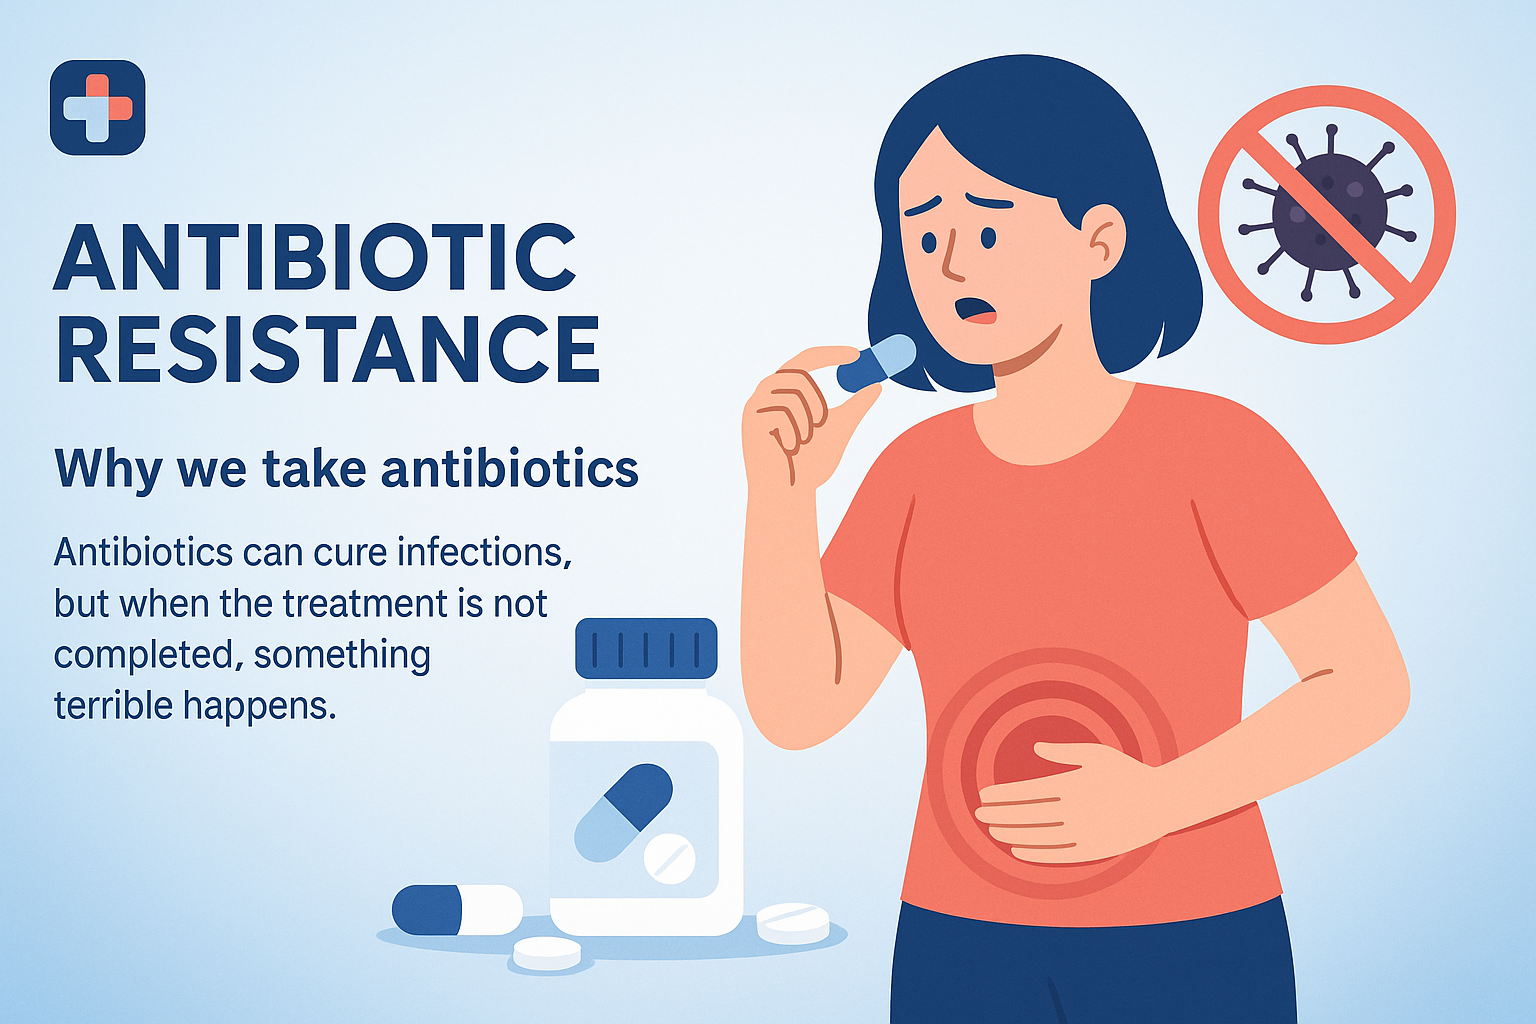 ANTIBIOTIC
RESISTANCE
Why we take antibiotics
Antibiotics can cure infections,
but when the treatment is not
completed, something
terrible happens.